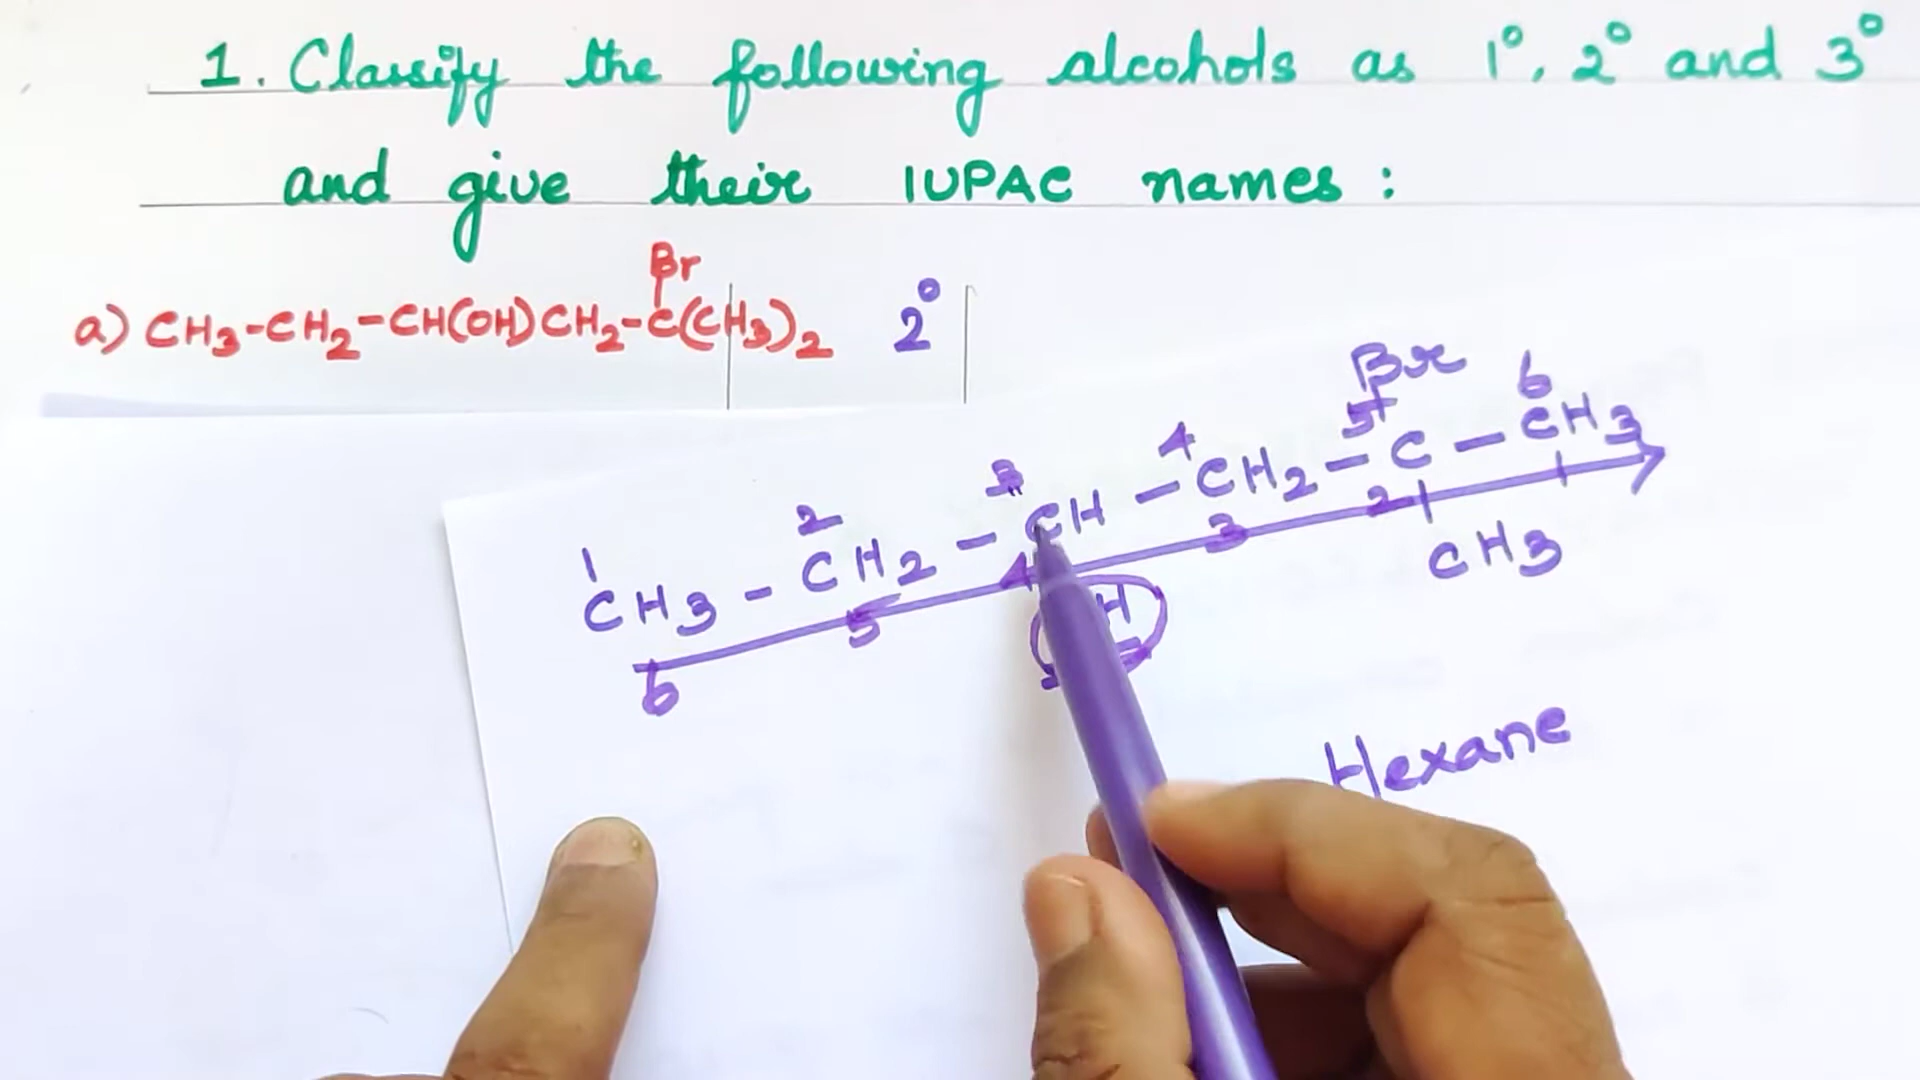 1. Classify the following alcohols as 1°, 2° and 3°
and give their IUPAC names :
Br
a) CH3-CH2-CH(OH)CH2-C(CH3)2 2°
Br
1 2 3 4 5 6
CH3 - CH2 - CH - CH2 - C - CH3
6 5 4 3 2 1
H CH3
Hexane